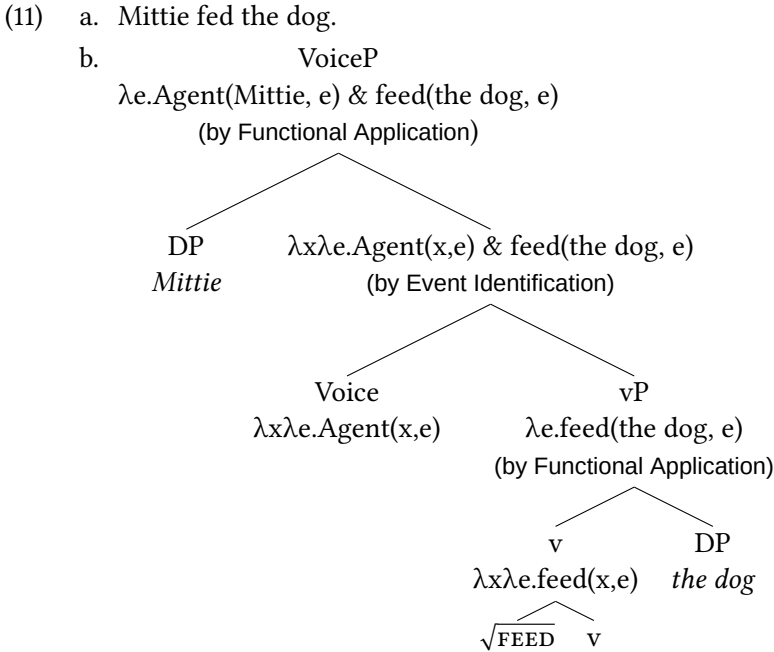 (11) a. Mittie fed the dog.
b. VoiceP
λe.Agent(Mittie, e) & feed(the dog, e)
(by Functional Application)
DP λxλe.Agent(x,e) & feed(the dog, e)
Mittie (by Event Identification)
Voice vP
λxλe.Agent(x,e) λe.feed(the dog, e)
(by Functional Application)
v DP
λxλe.feed(x,e) the dog
√FEED v